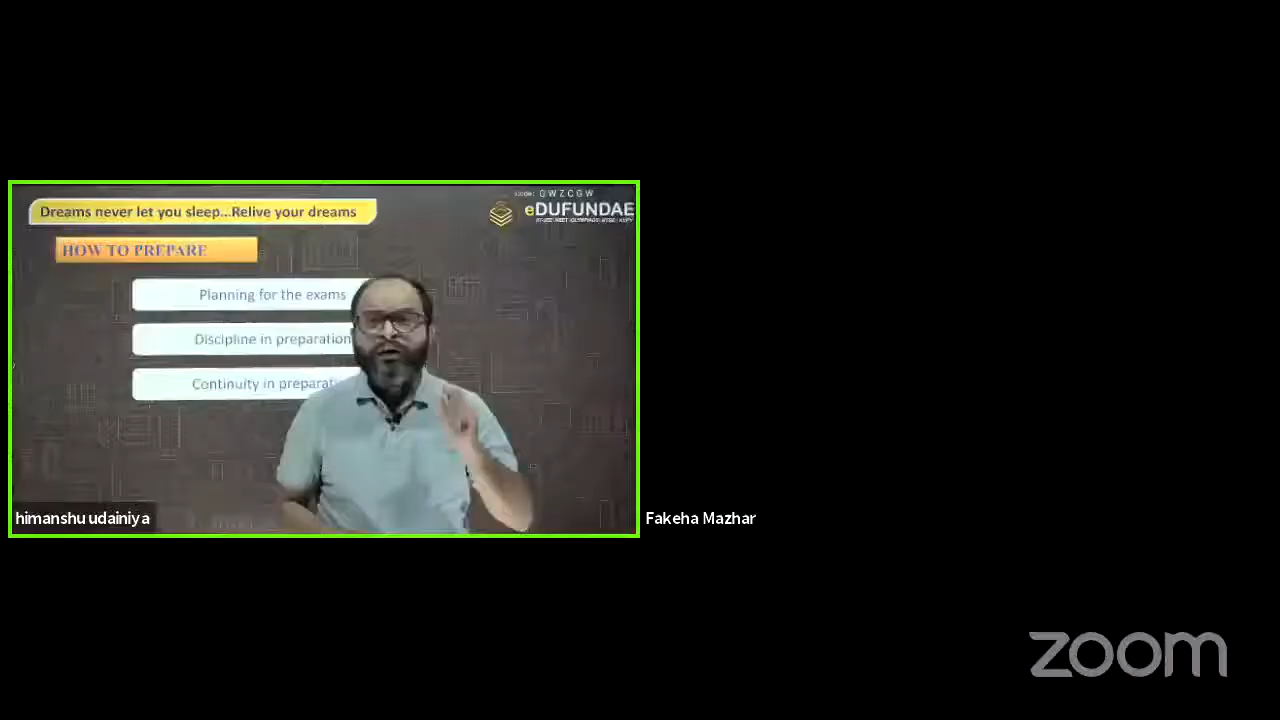 Dreams never let you sleep...Relive your dreams
GWZCGW
eDUFUNDAE
HOW TO PREPARE
Planning for the exams
Discipline in preparation
Continuity in
himanshu udainiya
Fakeha Mazhar
zoom